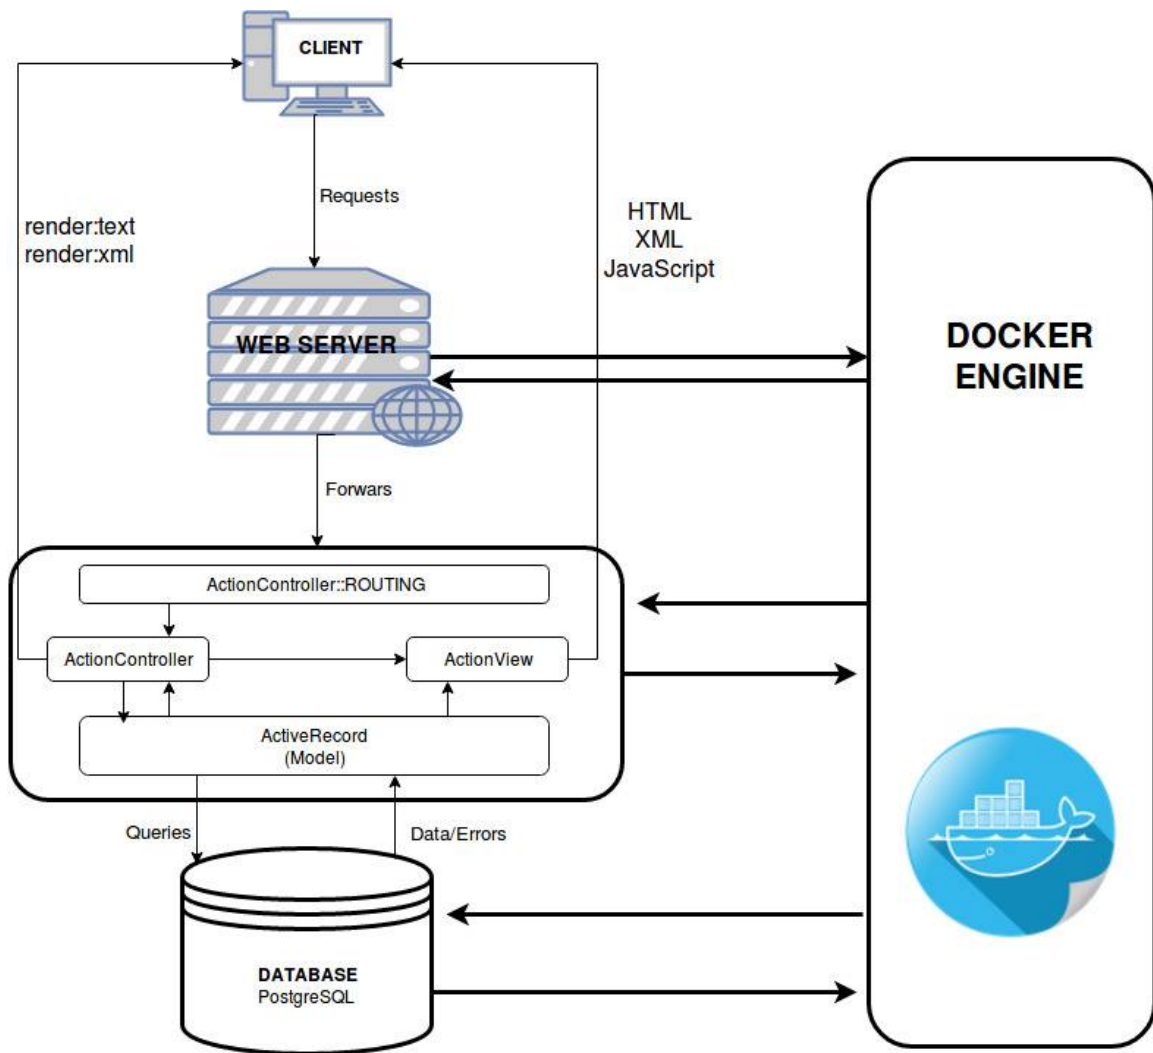 CLIENT
Requests
render:text
render:xml
HTML
XML
JavaScript
WEB SERVER
DOCKER
ENGINE
Forwars
ActionController::ROUTING
ActionController
ActionView
ActiveRecord
(Model)
Queries
Data/Errors
DATABASE
PostgreSQL